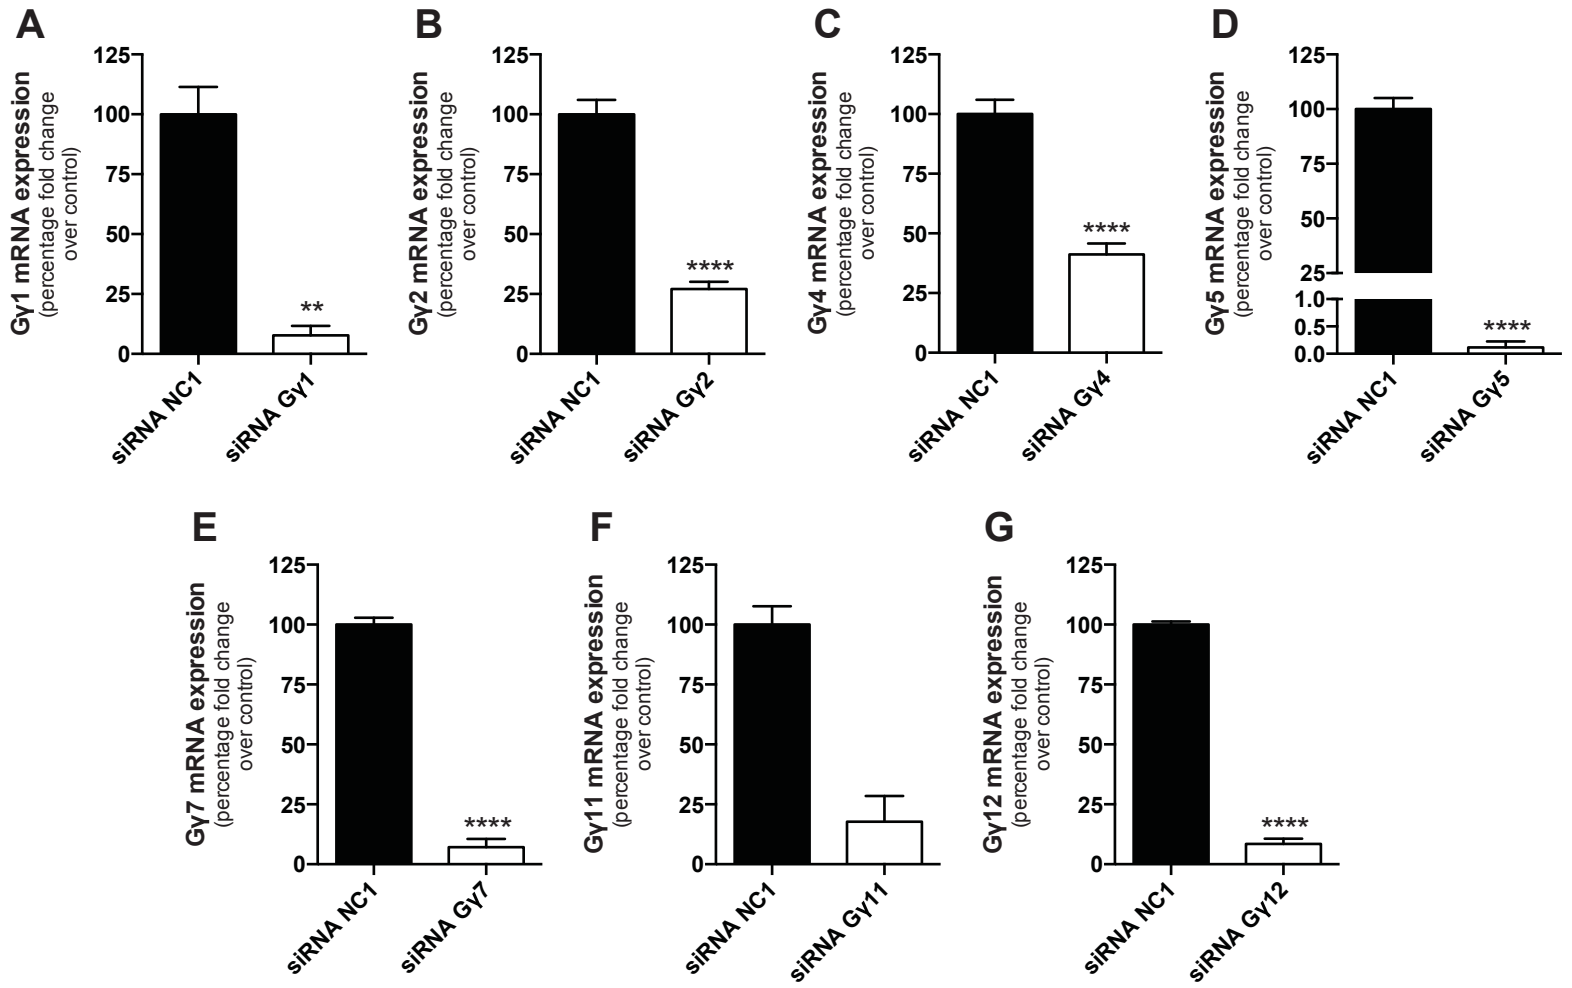 A
Gγ1 mRNA expression
(percentage fold change
over control)
125
100
75
50
25
0
**
siRNA NC1
siRNA Gγ1
B
Gγ2 mRNA expression
(percentage fold change
over control)
125
100
75
50
25
0
****
siRNA NC1
siRNA Gγ2
C
Gγ4 mRNA expression
(percentage fold change
over control)
125
100
75
50
25
0
****
siRNA NC1
siRNA Gγ4
D
Gγ5 mRNA expression
(percentage fold change
over control)
125
100
75
50
25
1.0
0.5
0.0
****
siRNA NC1
siRNA Gγ5
E
Gγ7 mRNA expression
(percentage fold change
over control)
125
100
75
50
25
0
****
siRNA NC1
siRNA Gγ7
F
Gγ11 mRNA expression
(percentage fold change
over control)
125
100
75
50
25
0
siRNA NC1
siRNA Gγ11
G
Gγ12 mRNA expression
(percentage fold change
over control)
125
100
75
50
25
0
****
siRNA NC1
siRNA Gγ12